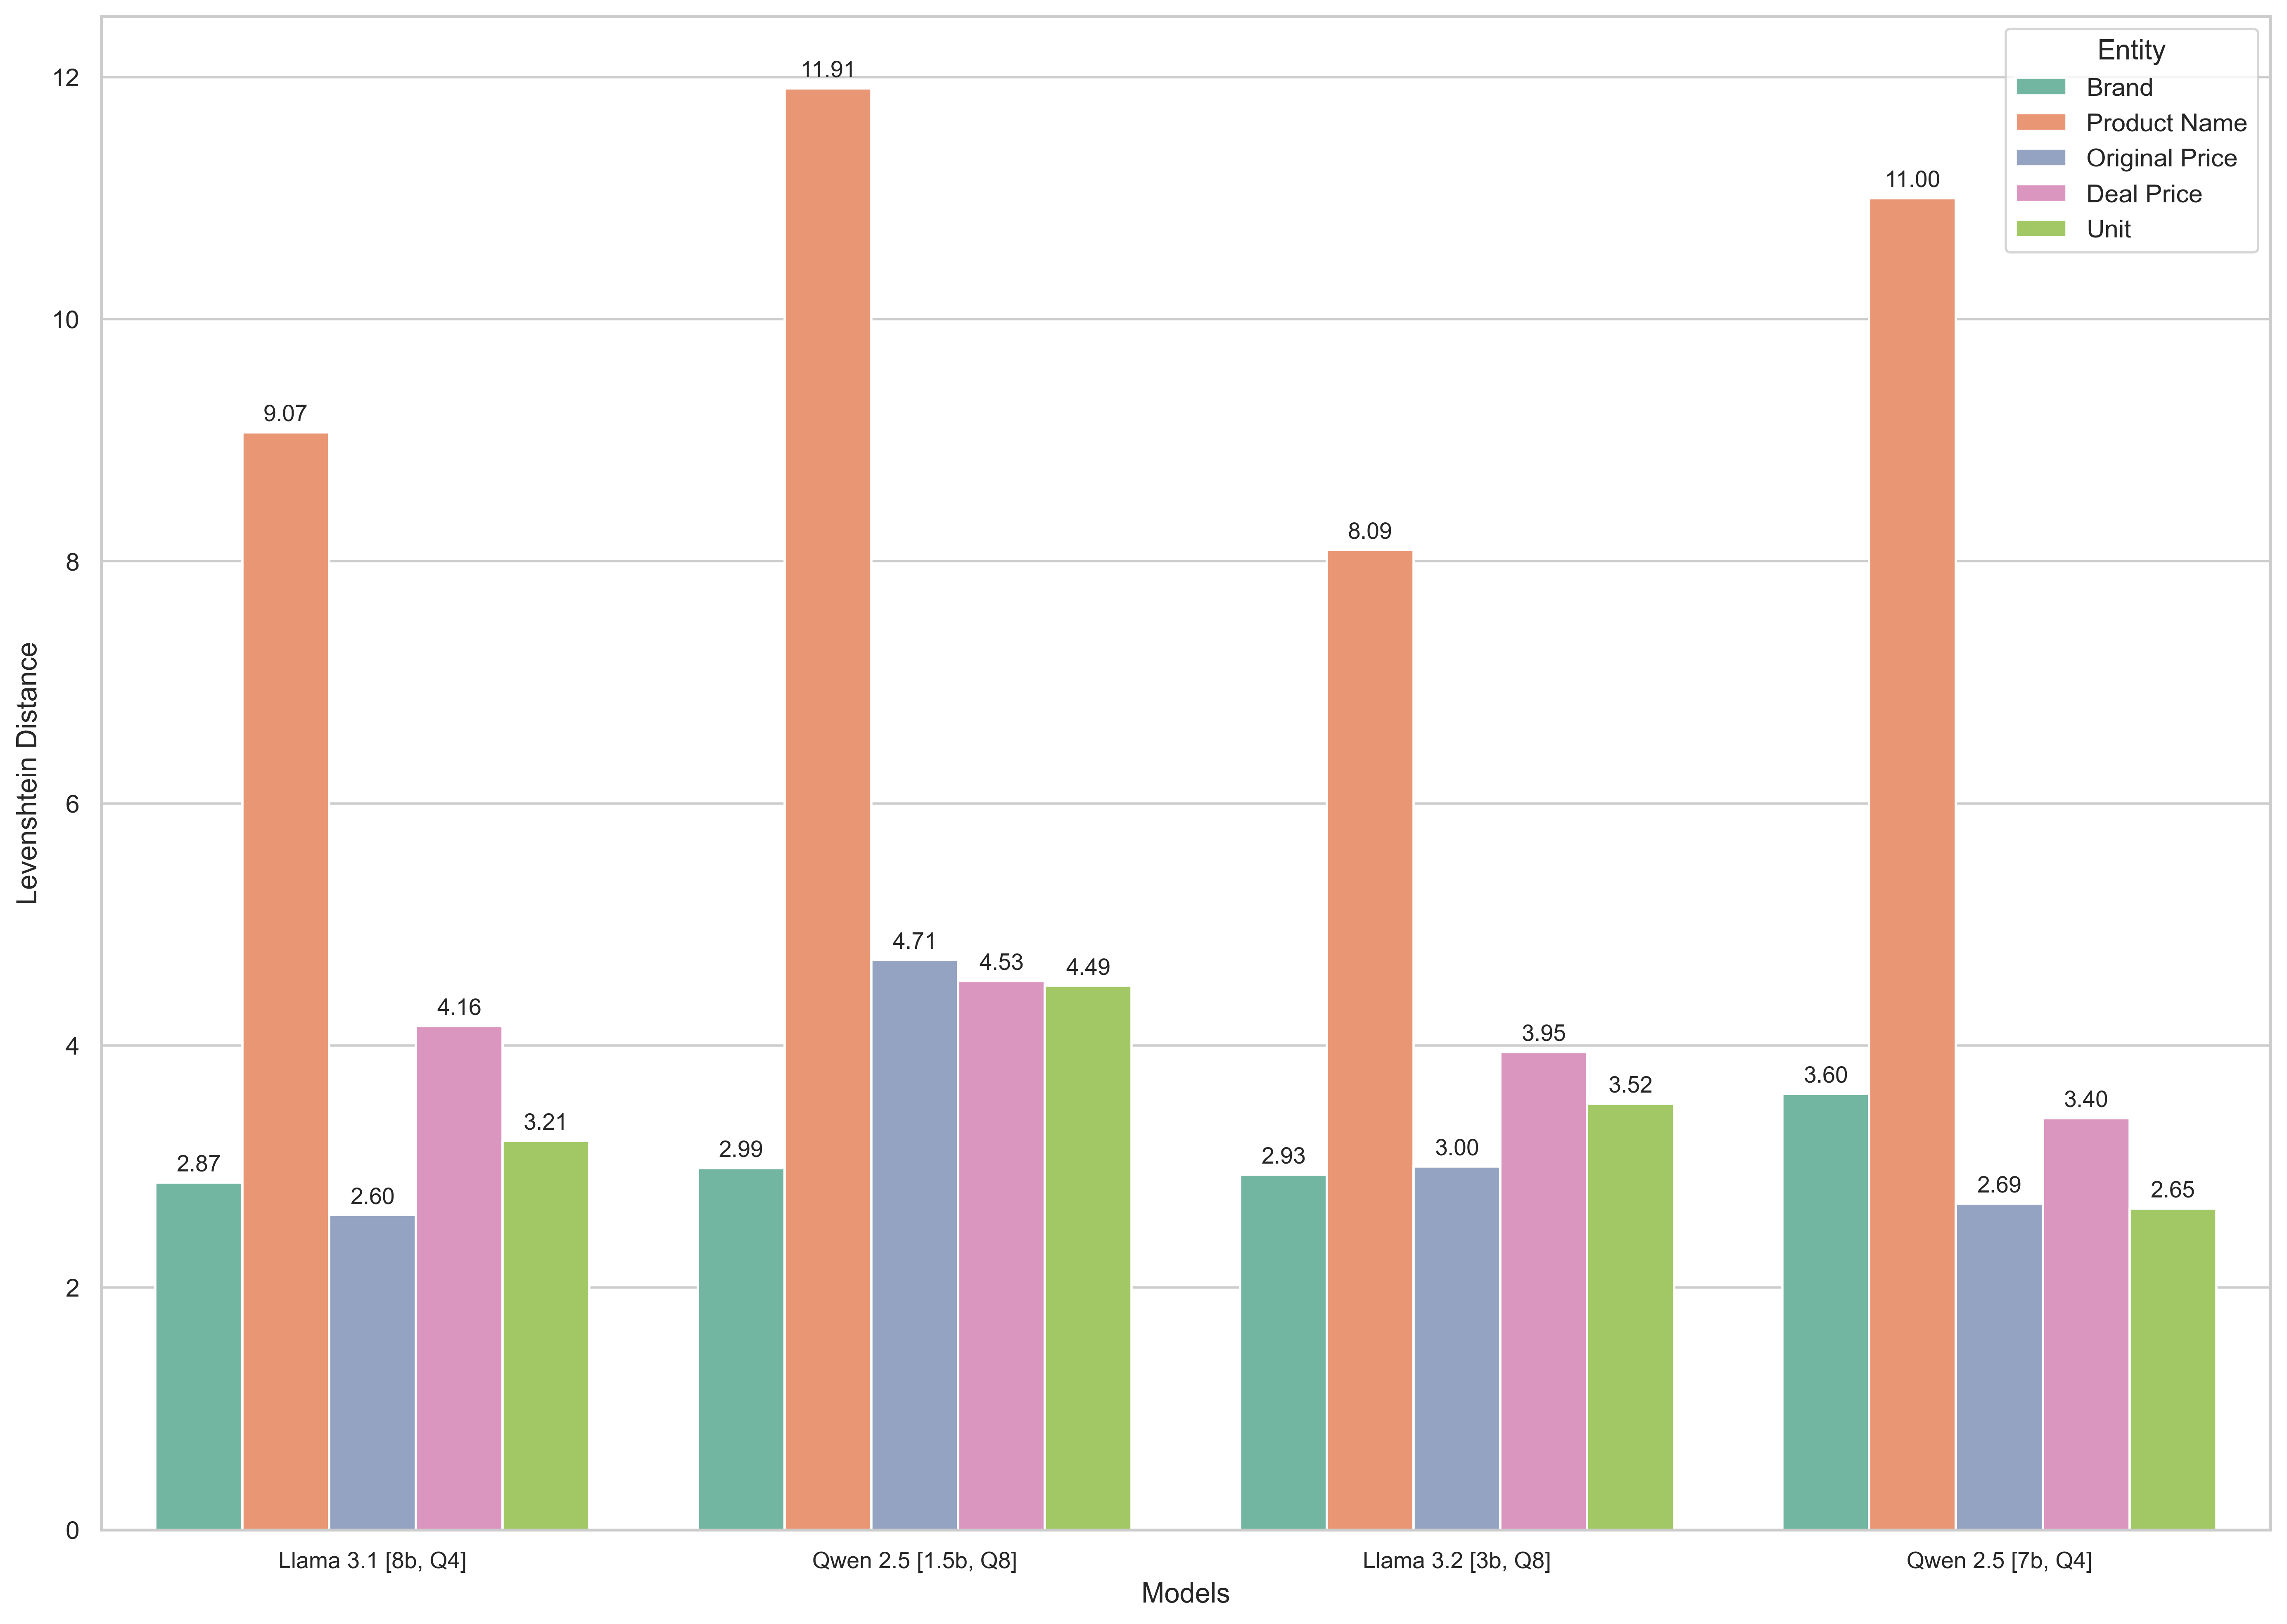 Entity
Brand
Product Name
Original Price
Deal Price
Unit
Levenshtein Distance
12
10
8
6
4
2
0
2.87
9.07
2.60
4.16
3.21
2.99
11.91
4.71
4.53
4.49
2.93
8.09
3.00
3.95
3.52
3.60
11.00
2.69
3.40
2.65
Llama 3.1 [8b, Q4]
Qwen 2.5 [1.5b, Q8]
Llama 3.2 [3b, Q8]
Qwen 2.5 [7b, Q4]
Models